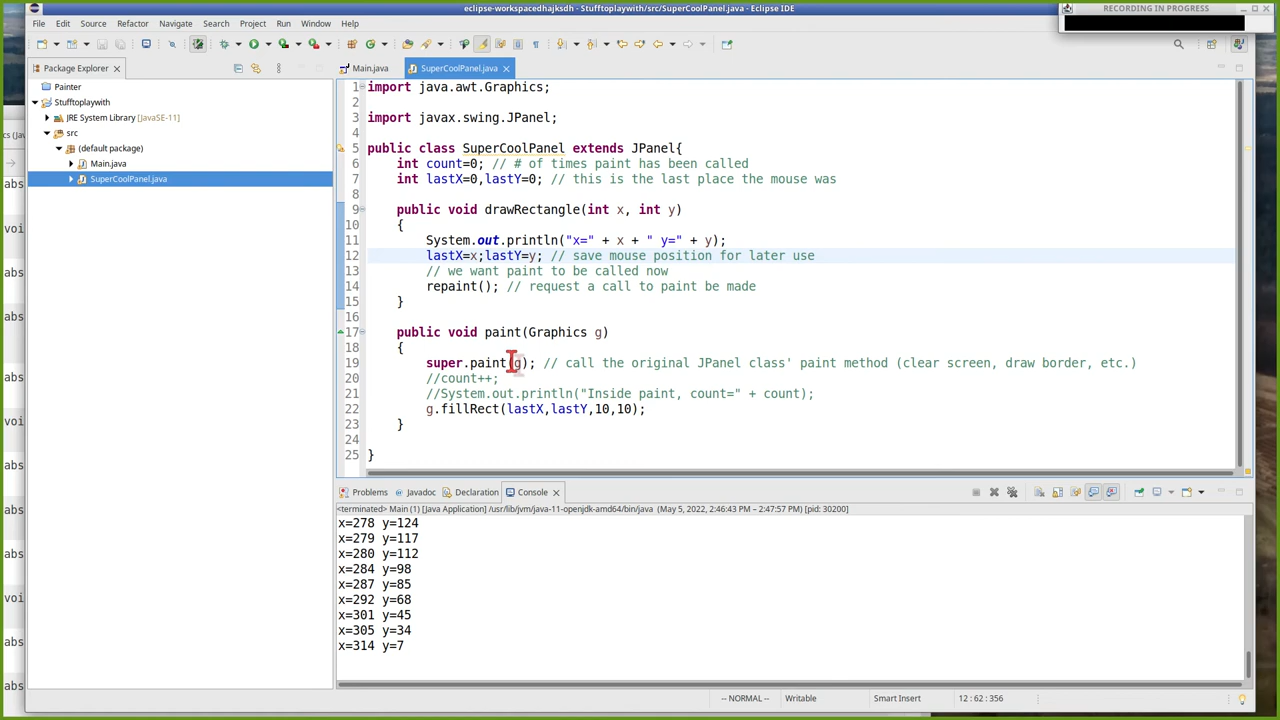 eclipse-workspacedhajksdh - Stufftoplaywith/src/SuperCoolPanel.java - Eclipse IDE
RECORDING IN PROGRESS
File Edit Source Refactor Navigate Search Project Run Window Help
Package Explorer
Main.java
SuperCoolPanel.java
Painter
Stufftoplaywith
JRE System Library [JavaSE-11]
src
(default package)
Main.java
SuperCoolPanel.java
1 import java.awt.Graphics;
2
3 import javax.swing.JPanel;
4
5 public class SuperCoolPanel extends JPanel{
6 int count=0; // # of times paint has been called
7 int lastX=0,lastY=0; // this is the last place the mouse was
8
9 public void drawRectangle(int x, int y)
10 {
11 System.out.println("x=" + x + " y=" + y);
12 lastX=x;lastY=y; // save mouse position for later use
13 // we want paint to be called now
14 repaint(); // request a call to paint be made
15 }
16
17 public void paint(Graphics g)
18 {
19 super.paint(g); // call the original JPanel class' paint method (clear screen, draw border, etc.)
20 //count++;
21 //System.out.println("Inside paint, count=" + count);
22 g.fillRect(lastX,lastY,10,10);
23 }
24
25 }
Problems Javadoc Declaration Console
<terminated> Main (1) [Java Application] /usr/lib/jvm/java-11-openjdk-amd64/bin/java (May 5, 2022, 2:46:43 PM – 2:47:57 PM) [pid: 30200]
x=278 y=124
x=279 y=117
x=280 y=112
x=284 y=98
x=287 y=85
x=292 y=68
x=301 y=45
x=305 y=34
x=314 y=7
-- NORMAL -- Writable Smart Insert 12 : 62 : 356